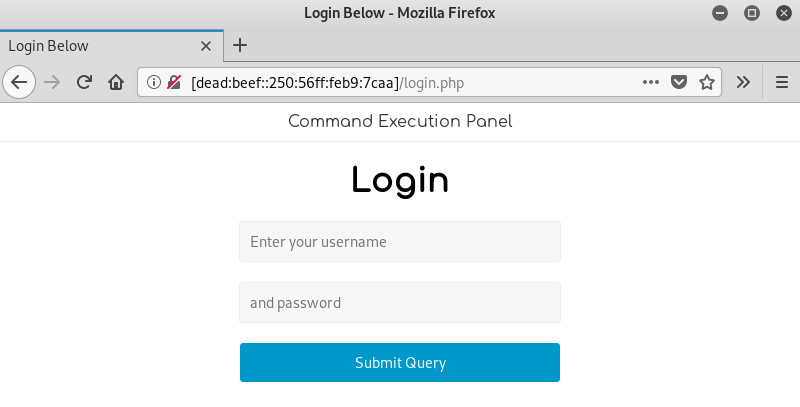 Login Below - Mozilla Firefox
Login Below
[dead:beef::250:56ff:feb9:7caa]/login.php
Command Execution Panel
Login
Enter your username
and password
Submit Query